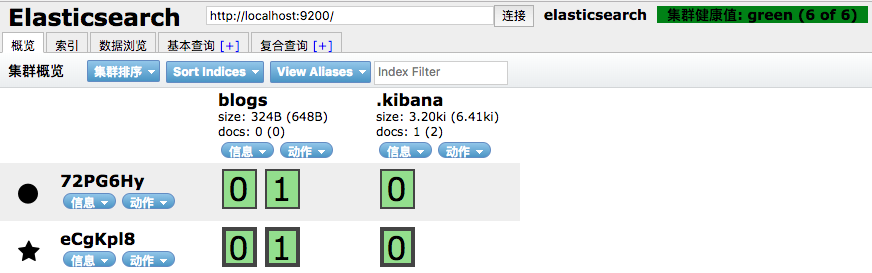 Elasticsearch http://localhost:9200/ 连接 elasticsearch 集群健康值: green (6 of 6)
概览 索引 数据浏览 基本查询 [+] 复合查询 [+]
集群概览 集群排序 Sort Indices View Aliases Index Filter
blogs .kibana
size: 324B (648B) size: 3.20ki (6.41ki)
docs: 0 (0) docs: 1 (2)
信息 动作 信息 动作
72PG6Hy 0 1 0
信息 动作
eCgKpl8 0 1 0
信息 动作